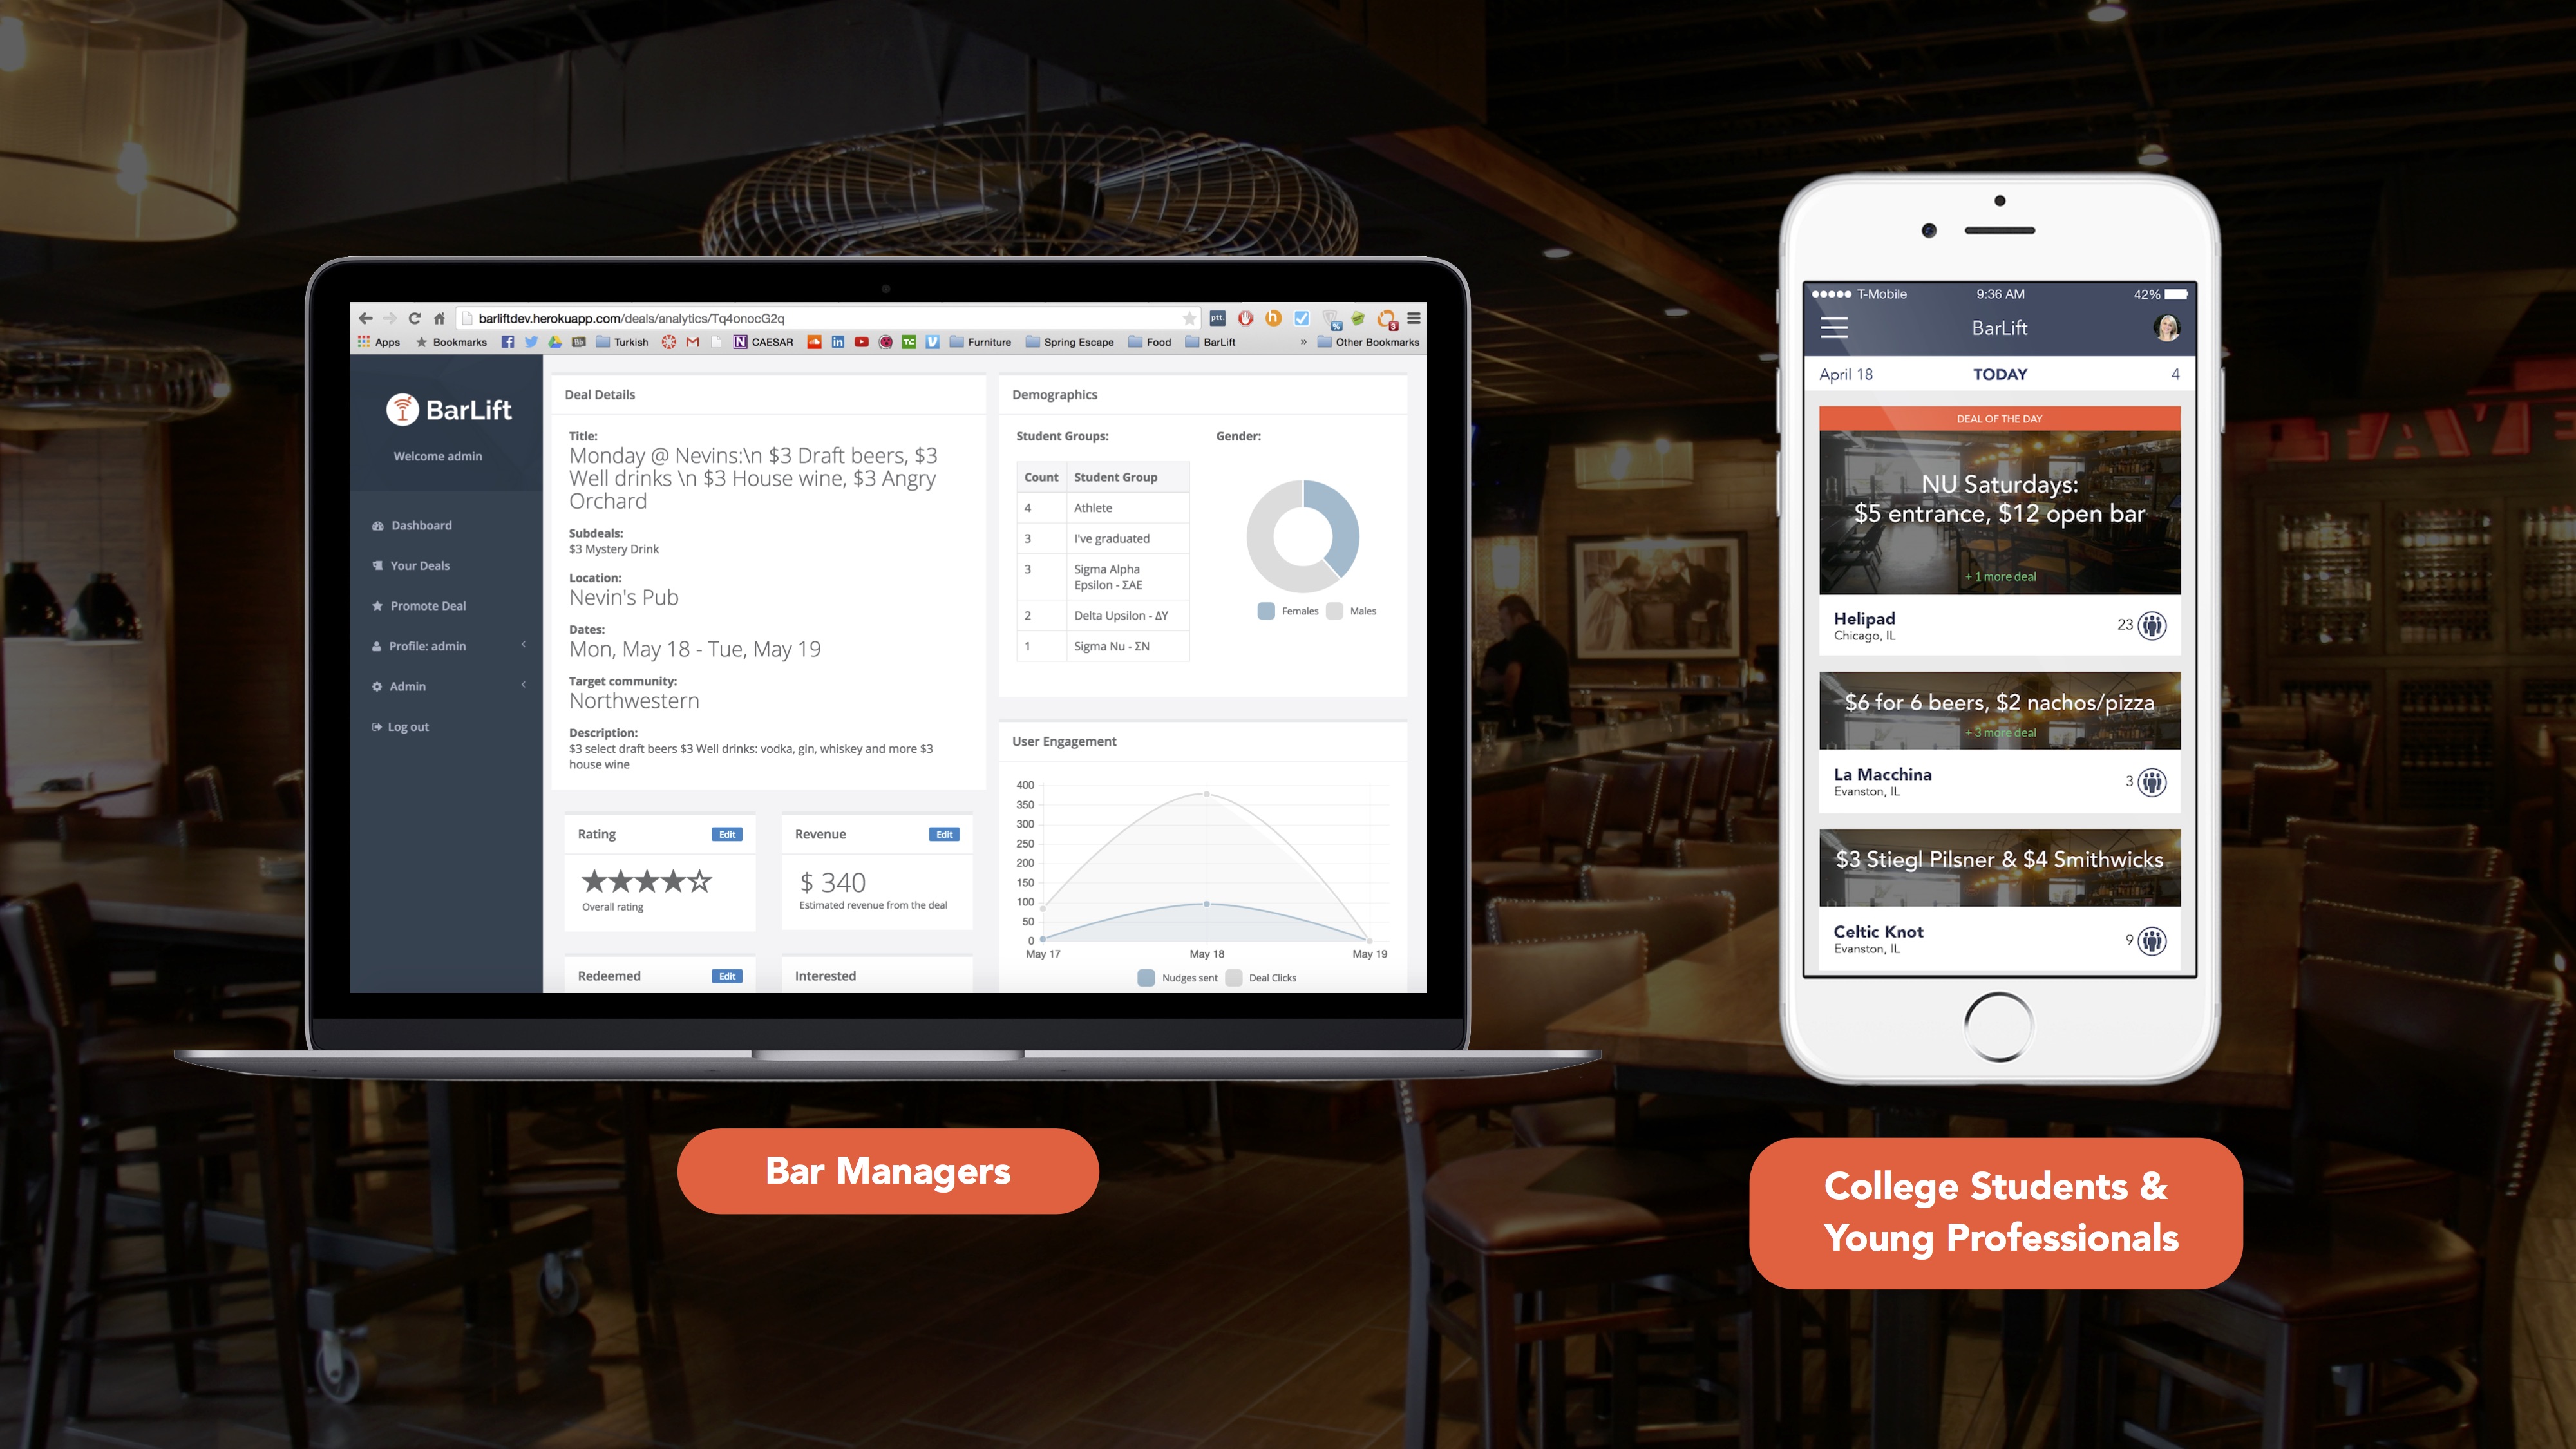 barliftdev.herokuapp.com/deals/analytics/Tq4onocG2q
ptt.
h
3
Apps
Bookmarks
Turkish
N
CAESAR
in
TC
Furniture
Spring Escape
Food
BarLift
»
Other Bookmarks
BarLift
Welcome admin
Dashboard
Your Deals
Promote Deal
Profile: admin
Admin
Log out
Deal Details
Title:
Monday @ Nevins:\n $3 Draft beers, $3
Well drinks \n $3 House wine, $3 Angry
Orchard
Subdeals:
$3 Mystery Drink
Location:
Nevin's Pub
Dates:
Mon, May 18 - Tue, May 19
Target community:
Northwestern
Description:
$3 select draft beers $3 Well drinks: vodka, gin, whiskey and more $3
house wine
Rating
Edit
Overall rating
Revenue
Edit
$ 340
Estimated revenue from the deal
Redeemed
Edit
Interested
Demographics
Student Groups:
Count Student Group
4 Athlete
3 I've graduated
3 Sigma Alpha
Epsilon - ΣΑΕ
2 Delta Upsilon - ΔΥ
1 Sigma Nu - ΣΝ
Gender:
Females Males
User Engagement
400
350
300
250
200
150
100
50
0
May 17 May 18 May 19
Nudges sent Deal Clicks
Bar Managers
T-Mobile 9:36 AM 42%
BarLift
April 18 TODAY 4
DEAL OF THE DAY
NU Saturdays:
$5 entrance, $12 open bar
+ 1 more deal
Helipad
Chicago, IL
23
$6 for 6 beers, $2 nachos/pizza
+ 3 more deal
La Macchina
Evanston, IL
3
$3 Stiegl Pilsner & $4 Smithwicks
Celtic Knot
Evanston, IL
9
College Students &
Young Professionals